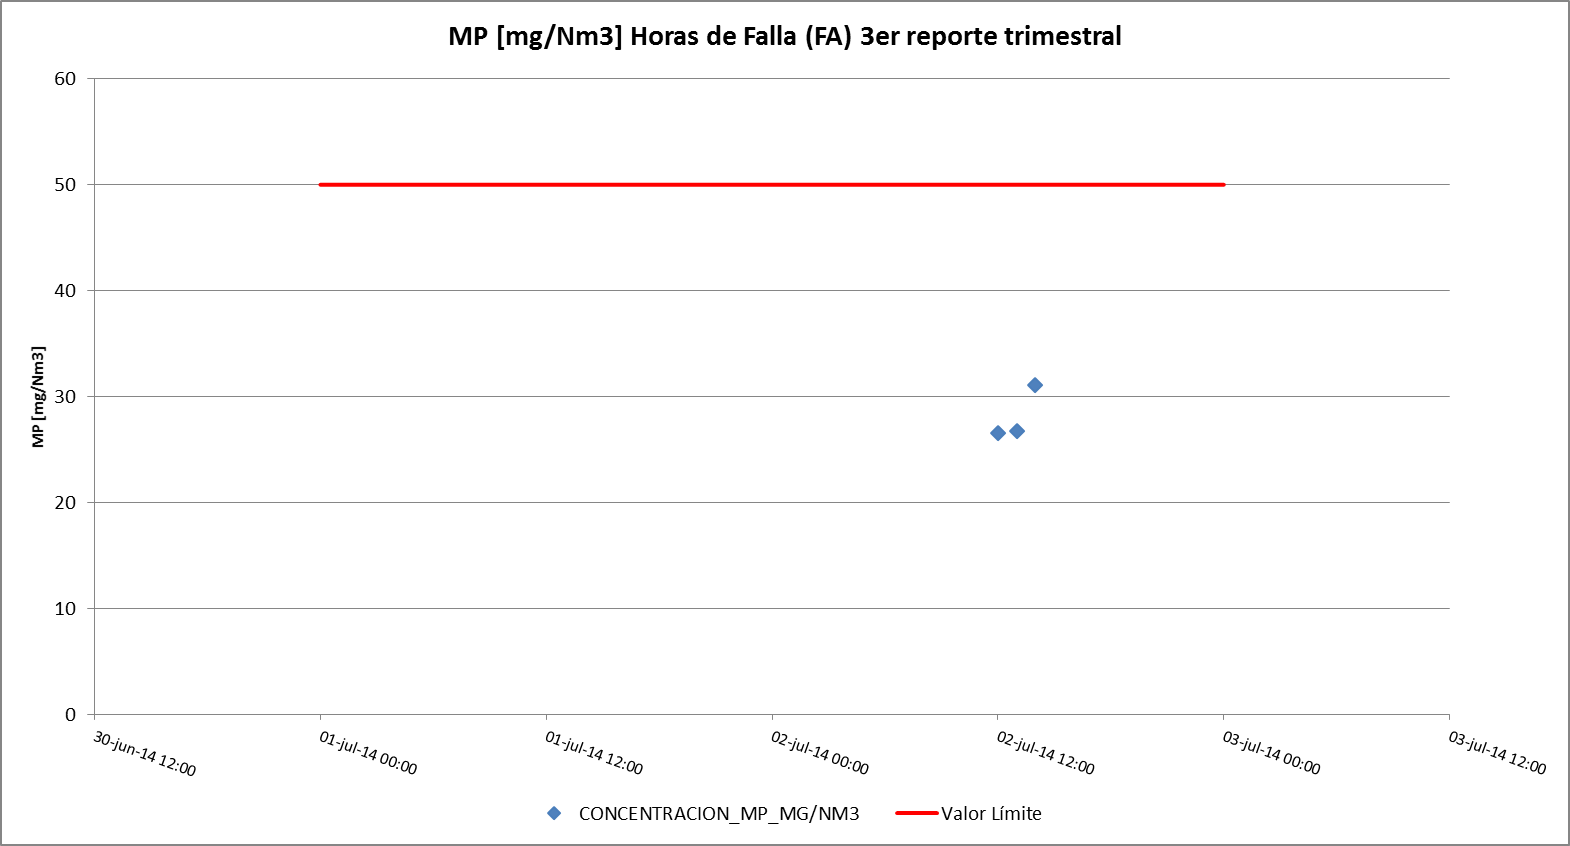 MP [mg/Nm3] Horas de Falla (FA) 3er reporte trimestral
60
50
40
30
20
10
0
MP [mg/Nm3]
30-jun-14 12:00
01-jul-14 00:00
01-jul-14 12:00
02-jul-14 00:00
02-jul-14 12:00
03-jul-14 00:00
03-jul-14 12:00
CONCENTRACION_MP_MG/NM3
Valor Límite